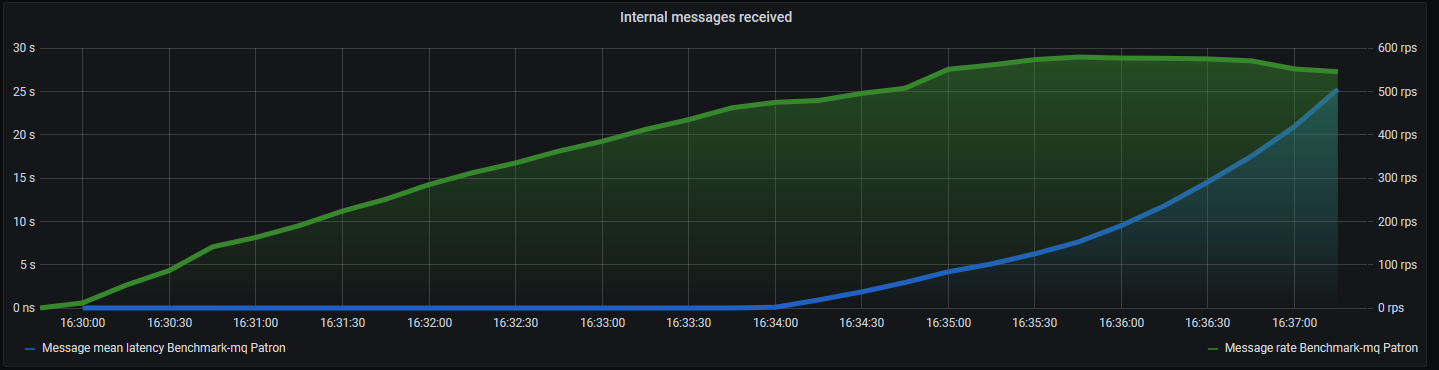 Internal messages received
30 s
600 rps
25 s
500 rps
20 s
400 rps
15 s
300 rps
10 s
200 rps
5 s
100 rps
0 ns
0 rps
16:30:00 16:30:30 16:31:00 16:31:30 16:32:00 16:32:30 16:33:00 16:33:30 16:34:00 16:34:30 16:35:00 16:35:30 16:36:00 16:36:30 16:37:00
Message mean latency Benchmark-mq Patron
Message rate Benchmark-mq Patron